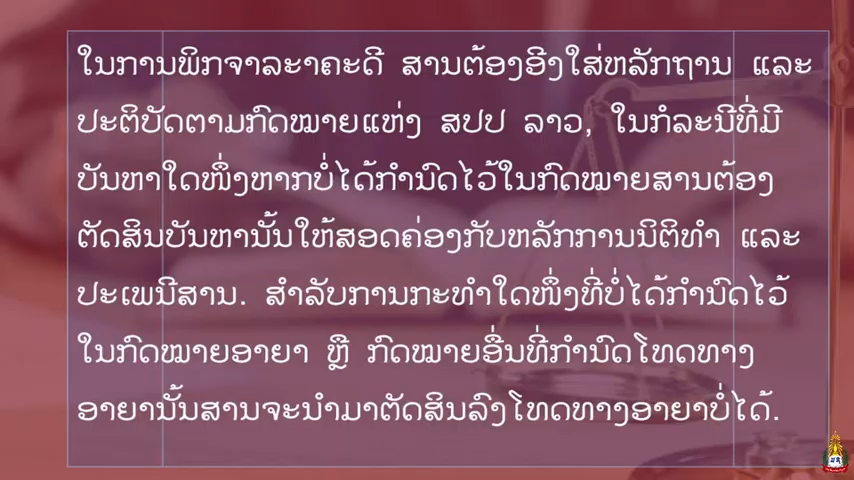 ໃນການພິກຈາລະາຄະດີ ສານຕ້ອງອີງໃສ່ຫລັກຖານ ແລະ
ປະຕິບັດຕາມກົດໝາຍແຫ່ງ ສປປ ລາວ, ໃນກໍລະນີທີ່ມີ
ບັນຫາໃດໜຶ່ງຫາກບໍ່ໄດ້ກຳນົດໄວ້ໃນກົດໝາຍສານຕ້ອງ
ຕັດສິນບັນຫານັ້ນໃຫ້ສອດຄ່ອງກັບຫລັກການນິຕິທຳ ແລະ
ປະເພນີສານ. ສຳລັບການກະທຳໃດໜຶ່ງທີ່ບໍ່ໄດ້ກຳນົດໄວ້
ໃນກົດໝາຍອາຍາ ຫຼື ກົດໝາຍອື່ນທີ່ກຳນົດໂທດທາງ
ອາຍານັ້ນສານຈະນຳມາຕັດສິນລົງໂທດທາງອາຍາບໍ່ໄດ້.